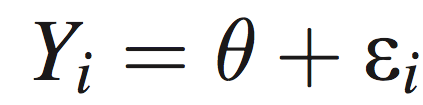 Yᵢ = θ + εᵢ